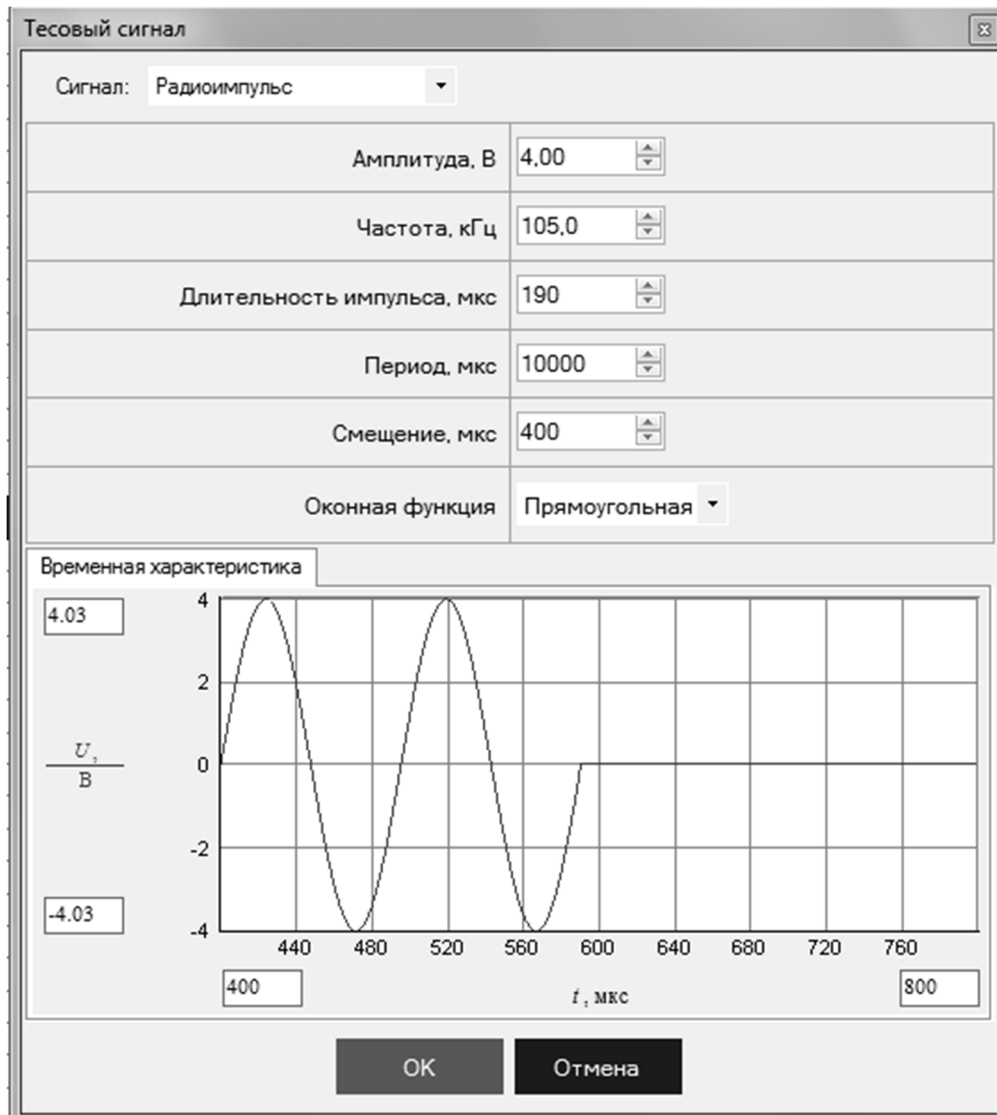 Тесовый сигнал
Сигнал: Радиоимпульс
Амплитуда, В 4,00
Частота, кГц 105,0
Длительность импульса, мкс 190
Период, мкс 10000
Смещение, мкс 400
Оконная функция Прямоугольная
Временная характеристика
4.03
4
2
U,
В
0
-2
-4.03
-4
440 480 520 560 600 640 680 720 760
400 t, мкс 800
OK Отмена